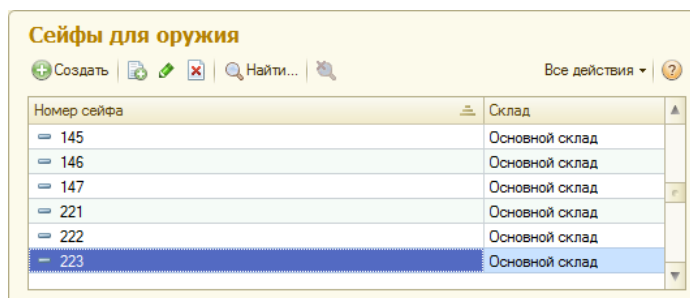 Сейфы для оружия
Создать Найти... Все действия ?
Номер сейфа Склад
145 Основной склад
146 Основной склад
147 Основной склад
221 Основной склад
222 Основной склад
223 Основной склад